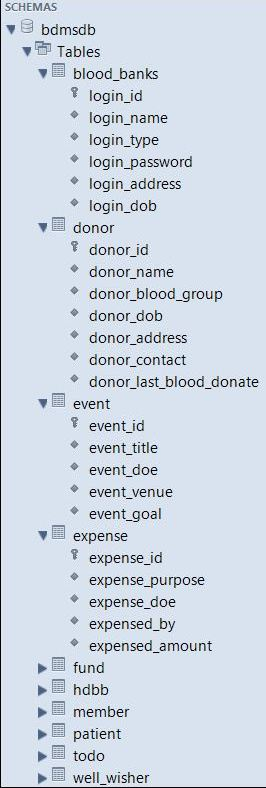 SCHEMAS
bdmsdb
Tables
blood_banks
login_id
login_name
login_type
login_password
login_address
login_dob
donor
donor_id
donor_name
donor_blood_group
donor_dob
donor_address
donor_contact
donor_last_blood_donate
event
event_id
event_title
event_doe
event_venue
event_goal
expense
expense_id
expense_purpose
expense_doe
expensed_by
expensed_amount
fund
hdbb
member
patient
todo
well_wisher